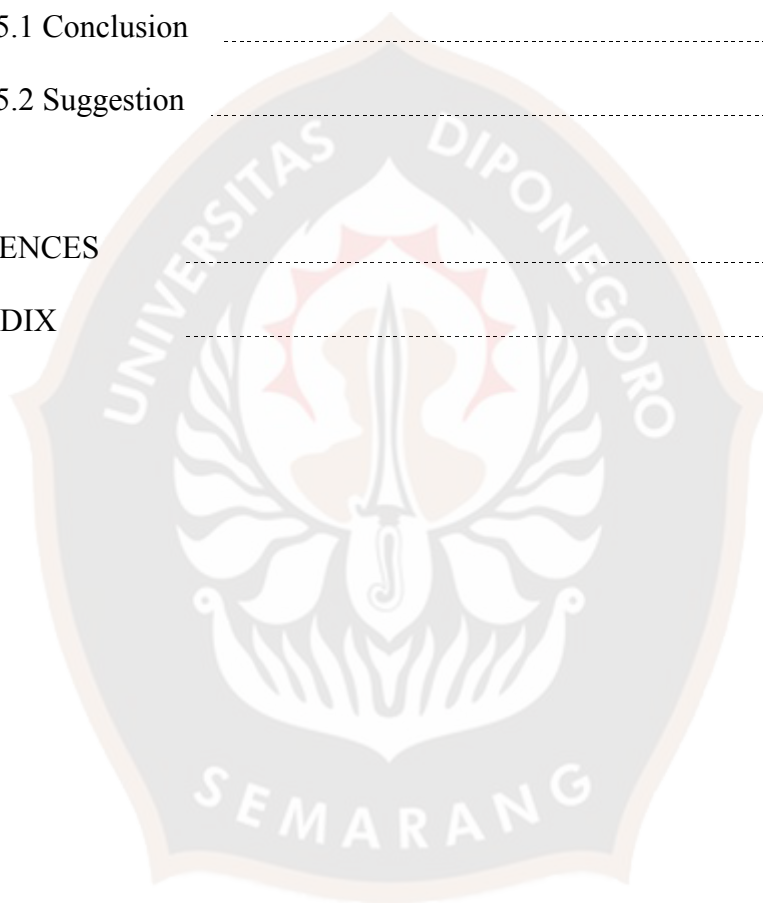 5.1 Conclusion
5.2 Suggestion
ENCES
DIX
UNIVERSITAS DIPONEGORO
SEMARANG